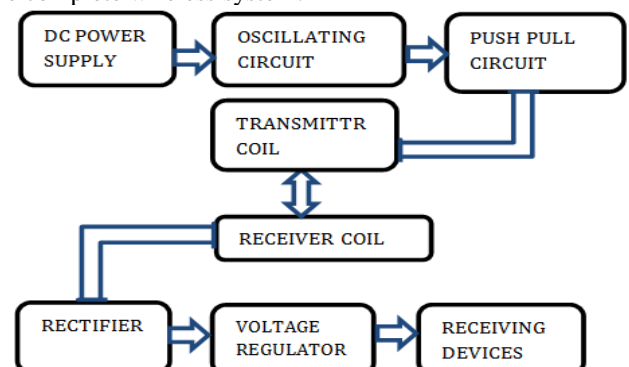 DC POWER
SUPPLY
OSCILLATING
CIRCUIT
PUSH PULL
CIRCUIT
TRANSMITTR
COIL
RECEIVER COIL
RECTIFIER
VOLTAGE
REGULATOR
RECEIVING
DEVICES